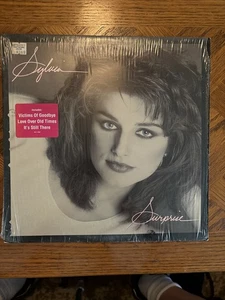 Sylvia
Victims Of Goodbye
Love Over Old Times
It's Still There
Surprise